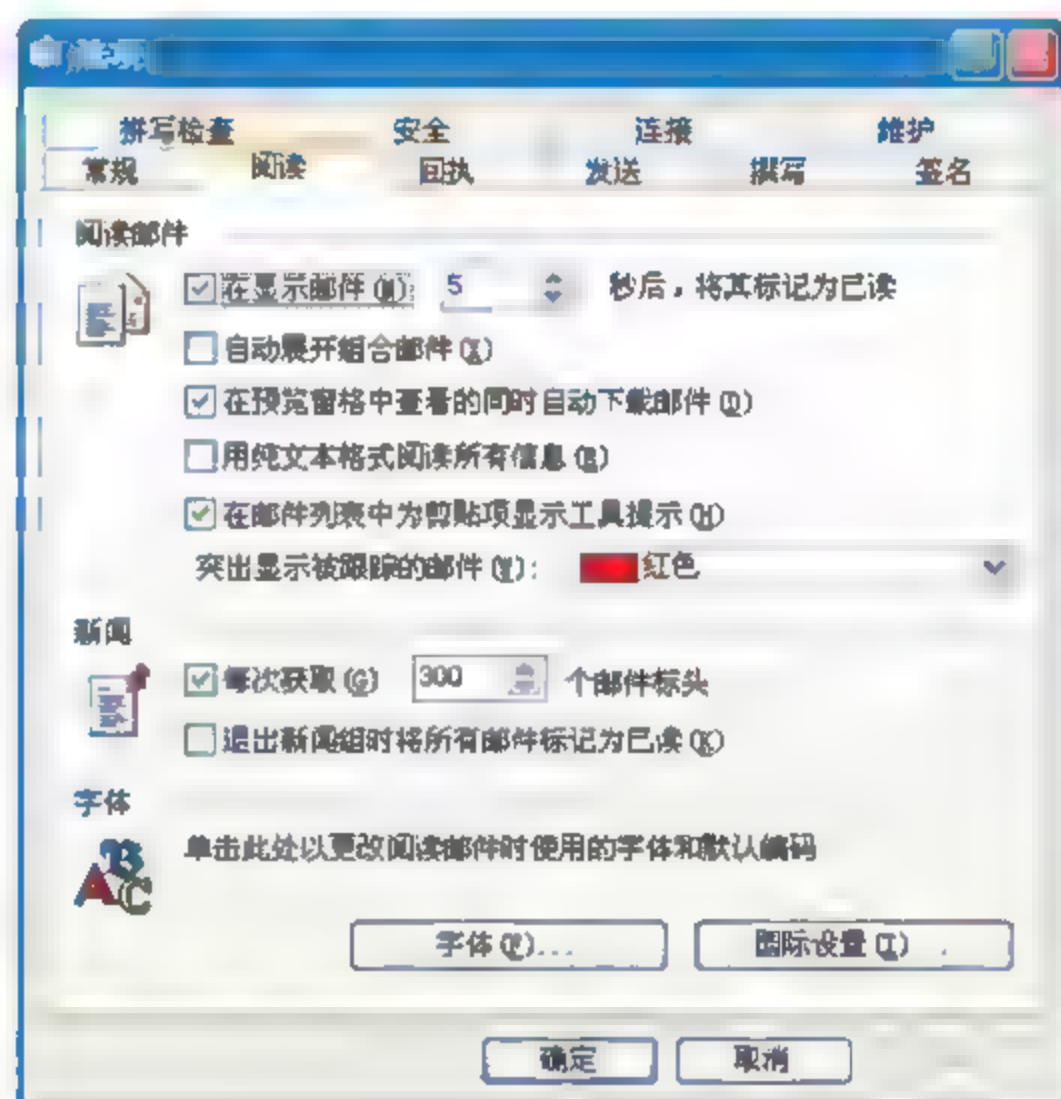 选项
拼写检查 安全 连接 维护
常规 阅读 回执 发送 撰写 签名
阅读邮件
在显示邮件(M) 5 秒后，将其标记为已读
自动展开组合邮件(X)
在预览窗格中查看的同时自动下载邮件(D)
用纯文本格式阅读所有信息(R)
在邮件列表中为剪贴项显示工具提示(H)
突出显示被跟踪的邮件(W)： 红色
新闻
每次获取(G) 300 个邮件标头
退出新闻组时将所有邮件标记为已读(K)
字体
单击此处以更改阅读邮件时使用的字体和默认编码
字体(F)... 国际设置(I)
确定 取消